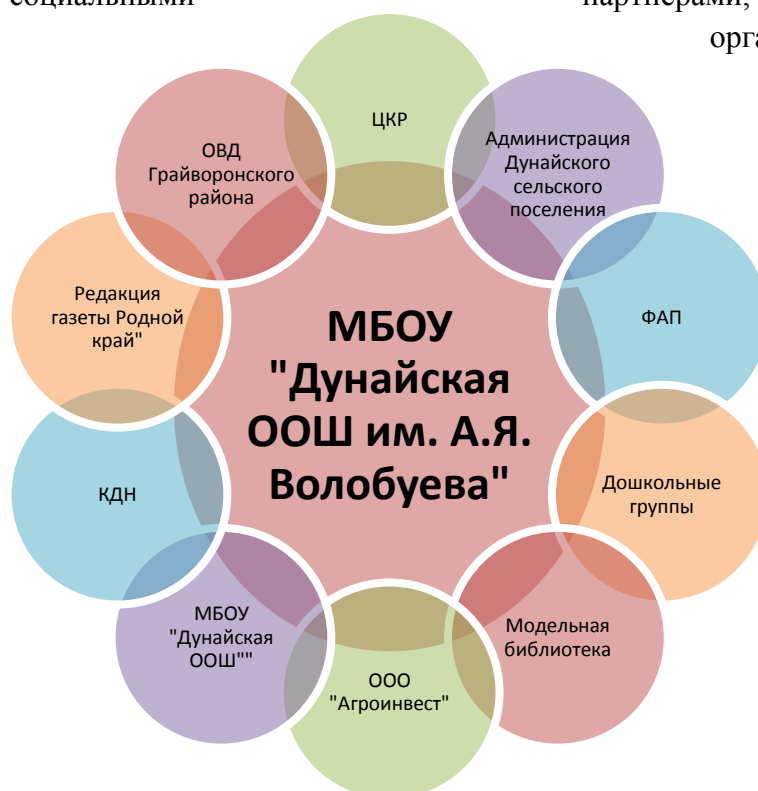 социальными партнерами,
орга
ЦКР
Администрация
Дунайского
сельского
поселения
ФАП
Дошкольные
группы
Модельная
библиотека
ООО
"Агроинвест"
МБОУ
"Дунайская
ООШ""
КДН
Редакция
газеты Родной
край"
ОВД
Грайворонского
района
МБОУ
"Дунайская
ООШ им. А.Я.
Волобуева"